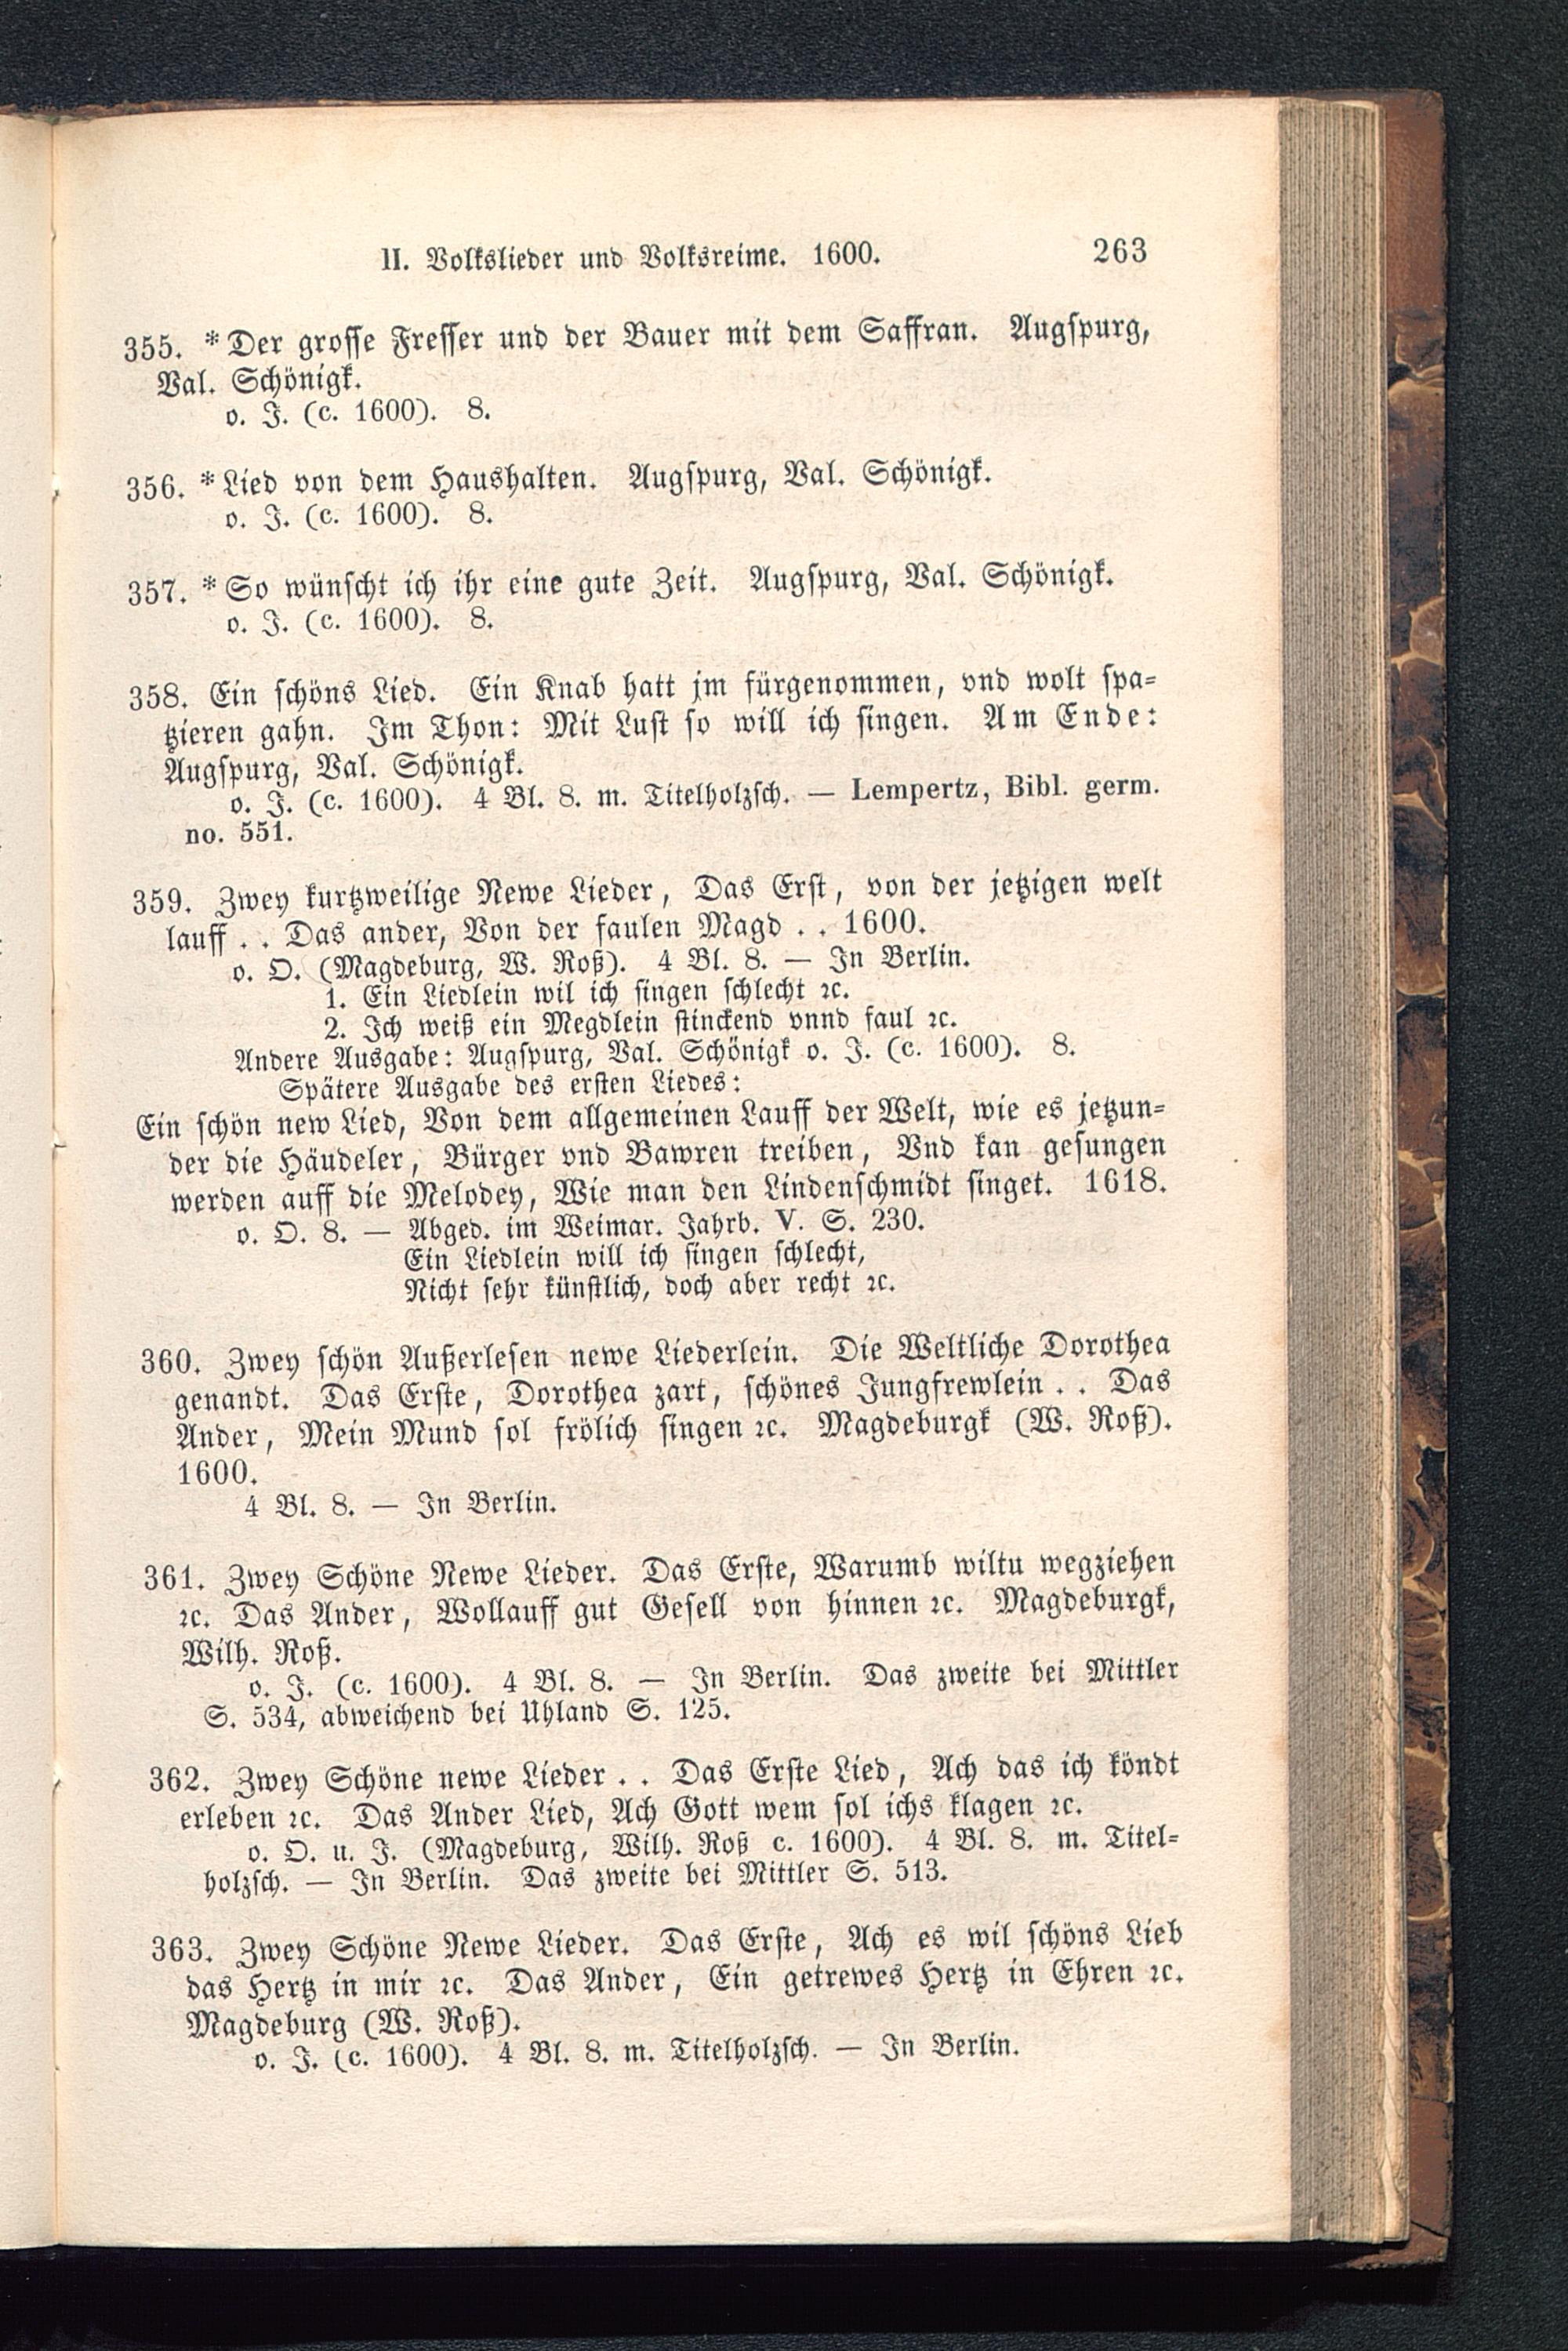 II. Volkslieder und Volksreime. 1600. 263
355. *Der grosse Fresser und der Bauer mit dem Saffran. Augspurg,
Val. Schönigk.
o. J. (c. 1600). 8.
356. *Lied von dem Haushalten. Augspurg, Val. Schönigk.
o. J. (c. 1600). 8.
357. *So wünscht ich ihr eine gute Zeit. Augspurg, Val. Schönigk.
o. J. (c. 1600). 8.
358. Ein schöns Lied. Ein Knab hatt jm fürgenommen, vnd wolt spa-
tzieren gahn. Im Thon: Mit Lust so will ich singen. Am Ende:
Augspurg, Val. Schönigk.
o. J. (c. 1600). 4 Bl. 8. m. Titelholzsch. — Lempertz, Bibl. germ.
no. 551.
359. Zwey kurtzweilige Newe Lieder, Das Erst, von der jetzigen welt
lauff . . Das ander, Von der faulen Magd . . 1600.
o. O. (Magdeburg, W. Roß). 4 Bl. 8. — In Berlin.
1. Ein Liedlein wil ich singen schlecht ꝛc.
2. Ich weiß ein Megdlein stinckend vnnd faul ꝛc.
Andere Ausgabe: Augspurg, Val. Schönigk o. J. (c. 1600). 8.
Spätere Ausgabe des ersten Liedes:
Ein schön new Lied, Von dem allgemeinen Lauff der Welt, wie es jetzun-
der die Häudeler, Bürger vnd Bawren treiben, Vnd kan gesungen
werden auff die Melodey, Wie man den Lindenschmidt singet. 1618.
o. O. 8. — Abged. im Weimar. Jahrb. V. S. 230.
Ein Liedlein will ich singen schlecht,
Nicht sehr künstlich, doch aber recht ꝛc.
360. Zwey schön Außerlesen newe Liederlein. Die Weltliche Dorothea
genandt. Das Erste, Dorothea zart, schönes Jungfrewlein . . Das
Ander, Mein Mund sol frölich singen ꝛc. Magdeburgk (W. Roß).
1600.
4 Bl. 8. — In Berlin.
361. Zwey Schöne Newe Lieder. Das Erste, Warumb wiltu wegziehen
ꝛc. Das Ander, Wollauff gut Gesell von hinnen ꝛc. Magdeburgk,
Wilh. Roß.
o. J. (c. 1600). 4 Bl. 8. — In Berlin. Das zweite bei Mittler
S. 534, abweichend bei Uhland S. 125.
362. Zwey Schöne newe Lieder . . Das Erste Lied, Ach das ich köndt
erleben ꝛc. Das Ander Lied, Ach Gott wem sol ichs klagen ꝛc.
o. O. u. J. (Magdeburg, Wilh. Roß c. 1600). 4 Bl. 8. m. Titel-
holzsch. — In Berlin. Das zweite bei Mittler S. 513.
363. Zwey Schöne Newe Lieder. Das Erste, Ach es wil schöns Lieb
das Hertz in mir ꝛc. Das Ander, Ein getrewes Hertz in Ehren ꝛc.
Magdeburg (W. Roß).
o. J. (c. 1600). 4 Bl. 8. m. Titelholzsch. — In Berlin.